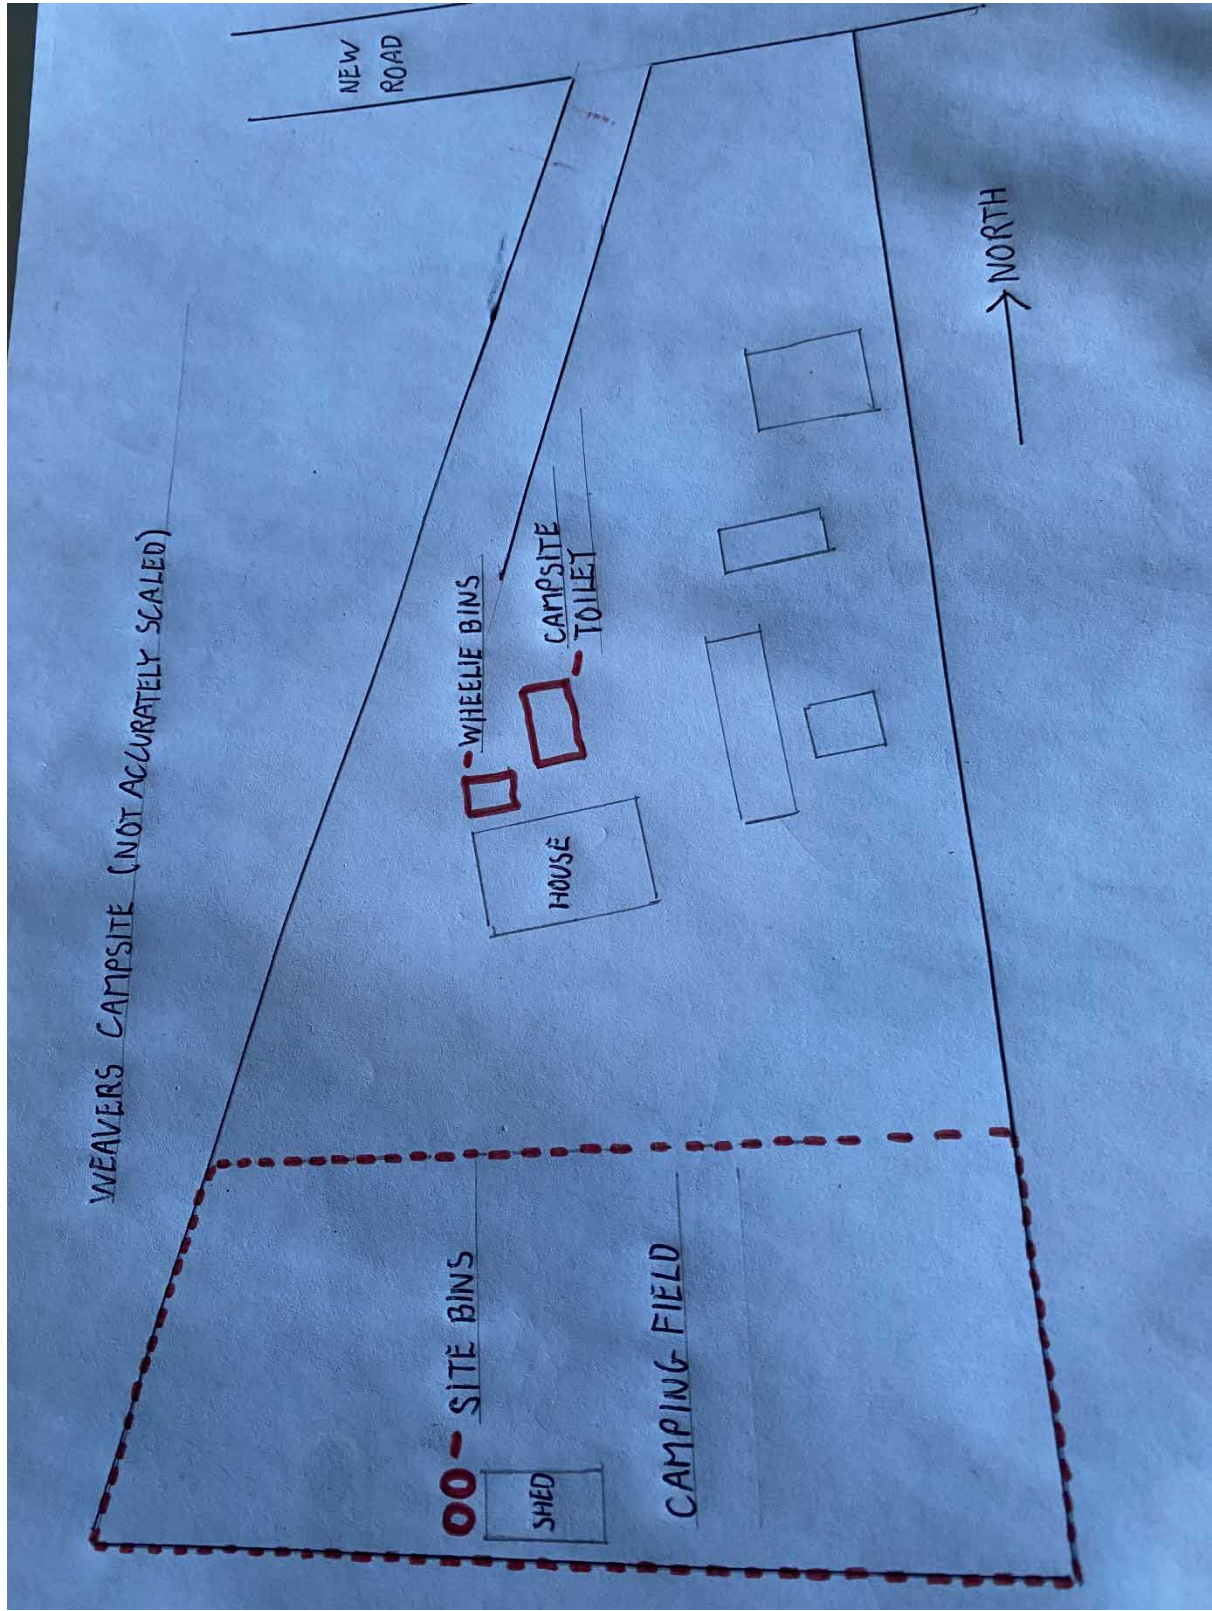 WEAVERS CAMPSITE (NOT ACCURATELY SCALED)
NEW
ROAD
WHEELIE BINS
CAMPSITE
TOILET
HOUSE
NORTH
SITE BINS
SHED
CAMPING FIELD